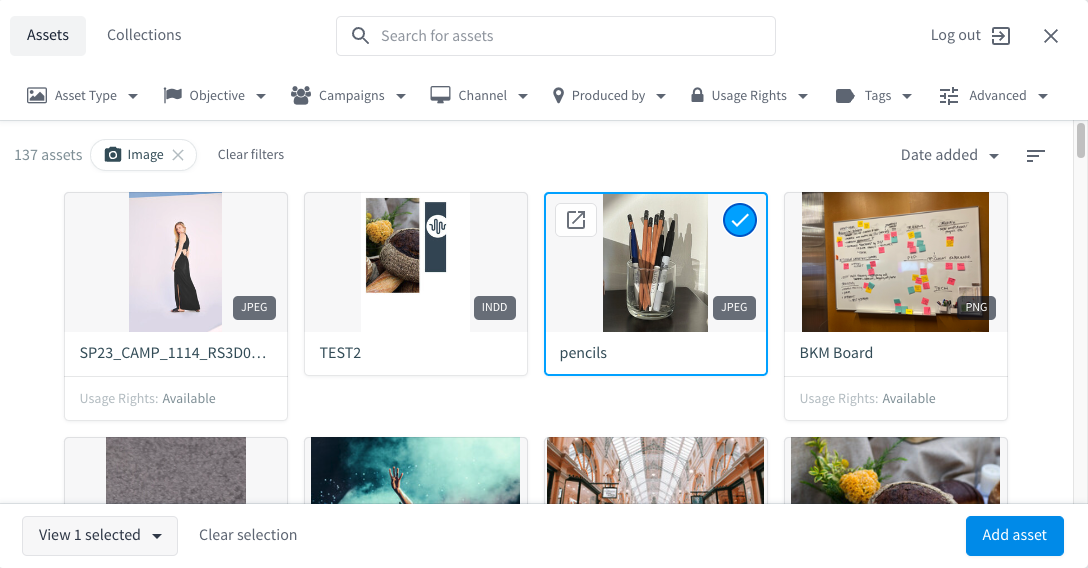 Assets
Collections
Search for assets
Log out
Asset Type
Objective
Campaigns
Channel
Produced by
Usage Rights
Tags
Advanced
137 assets
Image
Clear filters
Date added
JPEG
INDD
JPEG
PNG
SP23_CAMP_1114_RS3D0...
TEST2
pencils
BKM Board
Usage Rights: Available
Usage Rights: Available
View 1 selected
Clear selection
Add asset